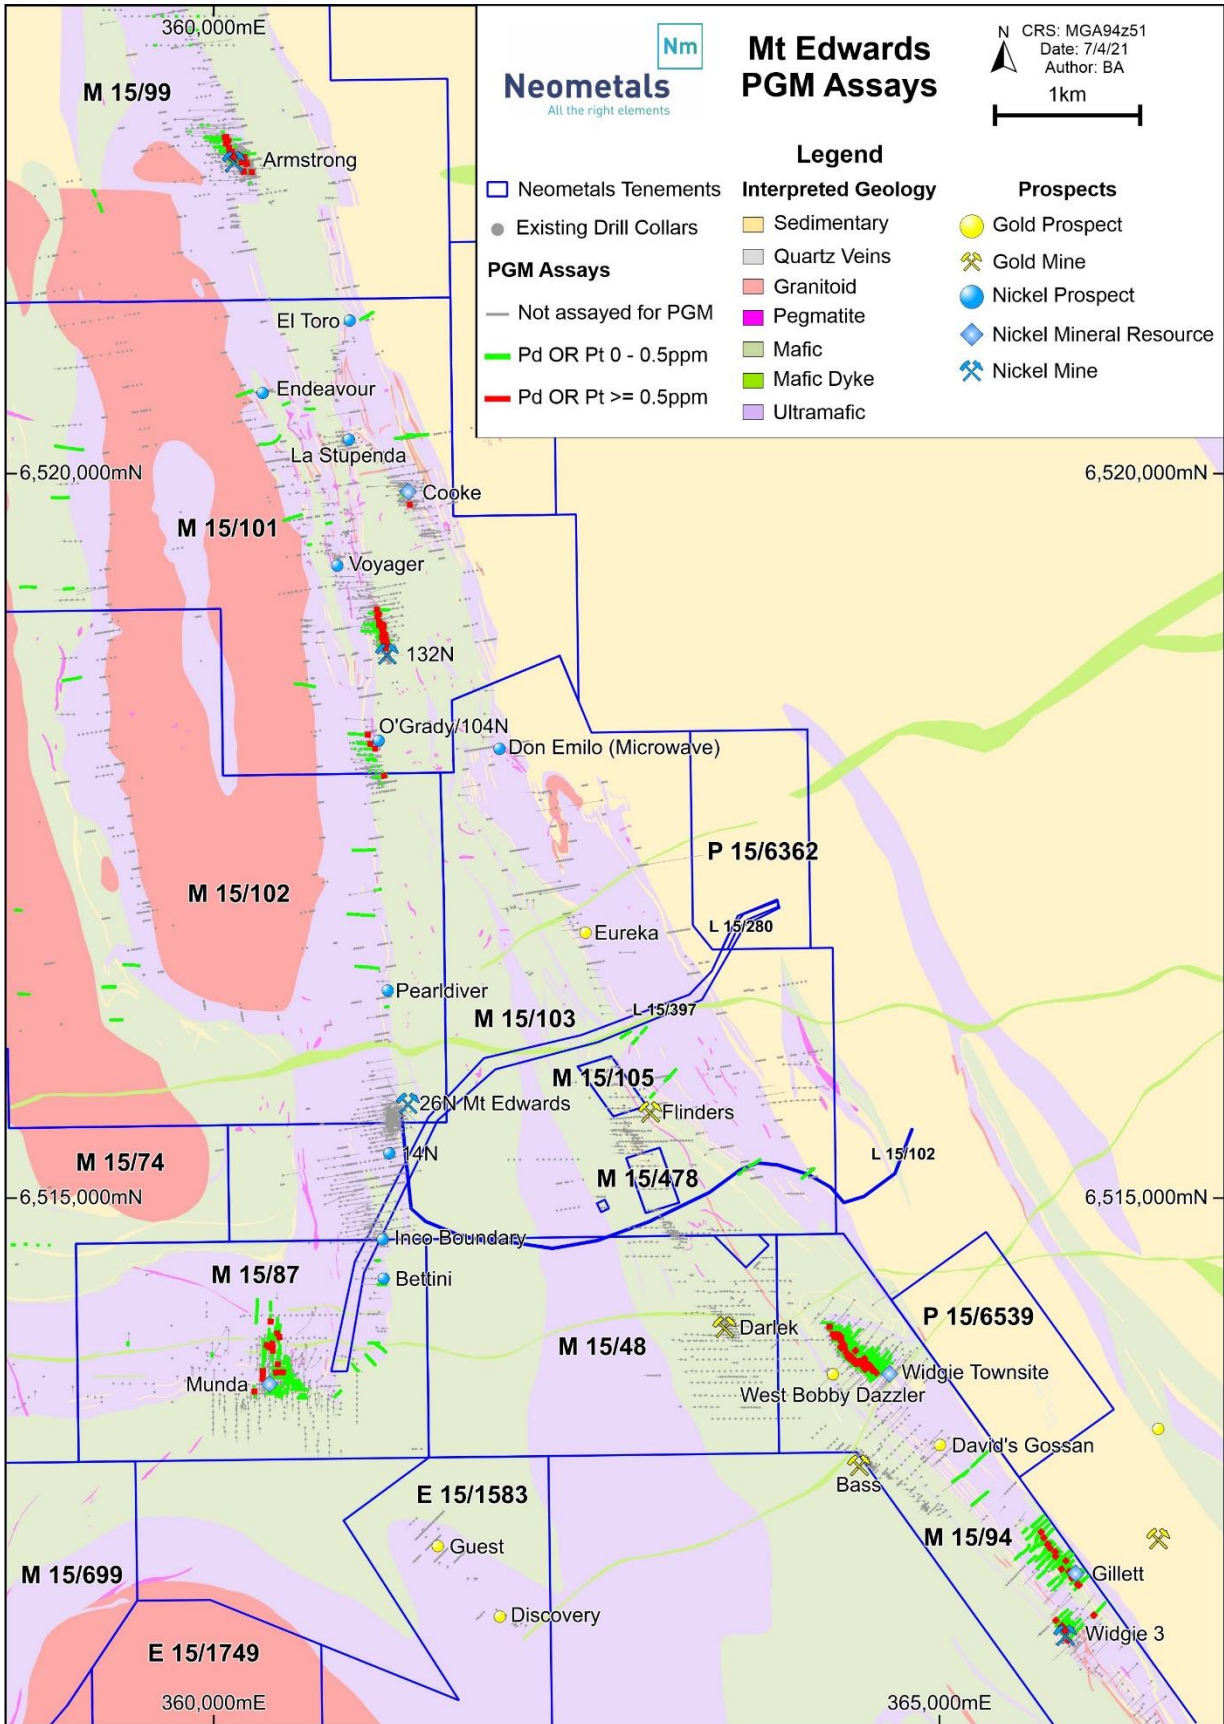 360,000mE
Nm
Neometals
All the right elements
Mt Edwards
PGM Assays
N
CRS: MGA94z51
Date: 7/4/21
Author: BA
1km
Legend
Neometals Tenements
Existing Drill Collars
PGM Assays
Not assayed for PGM
Pd OR Pt 0 - 0.5ppm
Pd OR Pt >= 0.5ppm
Interpreted Geology
Sedimentary
Quartz Veins
Granitoid
Pegmatite
Mafic
Mafic Dyke
Ultramafic
Prospects
Gold Prospect
Gold Mine
Nickel Prospect
Nickel Mineral Resource
Nickel Mine
M 15/99
Armstrong
El Toro
Endeavour
La Stupenda
6,520,000mN
6,520,000mN
Cooke
M 15/101
Voyager
132N
O'Grady/104N
Don Emilo (Microwave)
P 15/6362
M 15/102
L 15/280
Eureka
Pearldiver
L 15/397
M 15/103
M 15/105
26N Mt Edwards
Flinders
14N
L 15/102
M 15/74
M 15/478
6,515,000mN
6,515,000mN
Inco Boundary
M 15/87
Bettini
P 15/6539
Darlek
M 15/48
Widgie Townsite
Munda
West Bobby Dazzler
David's Gossan
Bass
E 15/1583
M 15/94
Guest
M 15/699
Gillett
Discovery
Widgie 3
E 15/1749
360,000mE
365,000mE